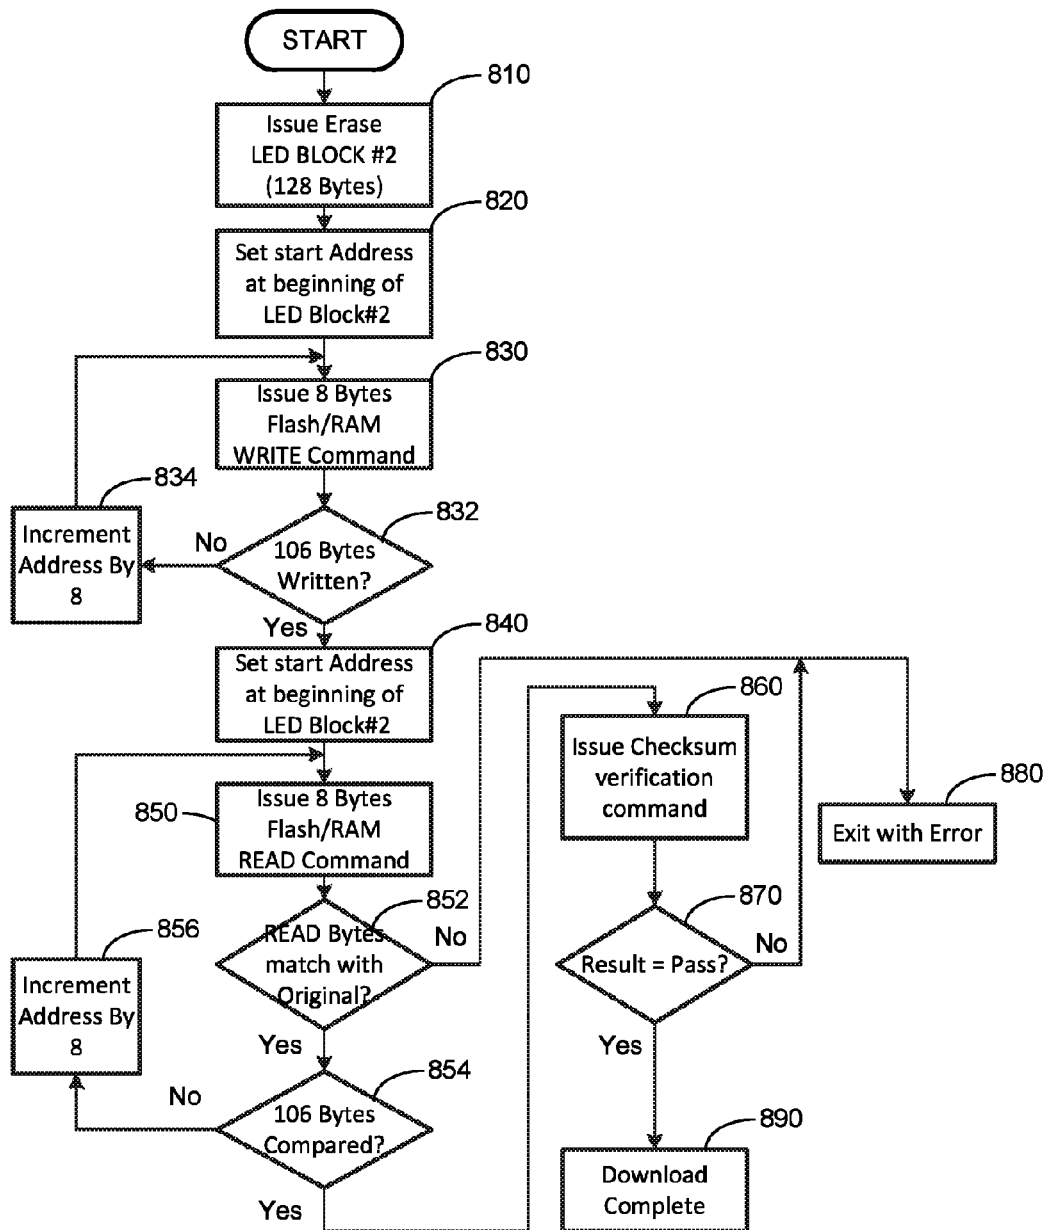 START
810
Issue Erase
LED BLOCK #2
(128 Bytes)
820
Set start Address
at beginning of
LED Block#2
830
Issue 8 Bytes
Flash/RAM
WRITE Command
834
Increment
Address By
8
No
832
106 Bytes
Written?
Yes
840
Set start Address
at beginning of
LED Block#2
850
Issue 8 Bytes
Flash/RAM
READ Command
852
READ Bytes
match with
Original?
No
856
Increment
Address By
8
Yes
854
No
106 Bytes
Compared?
Yes
860
Issue Checksum
verification
command
870
Result = Pass?
No
Yes
880
Exit with Error
890
Download
Complete